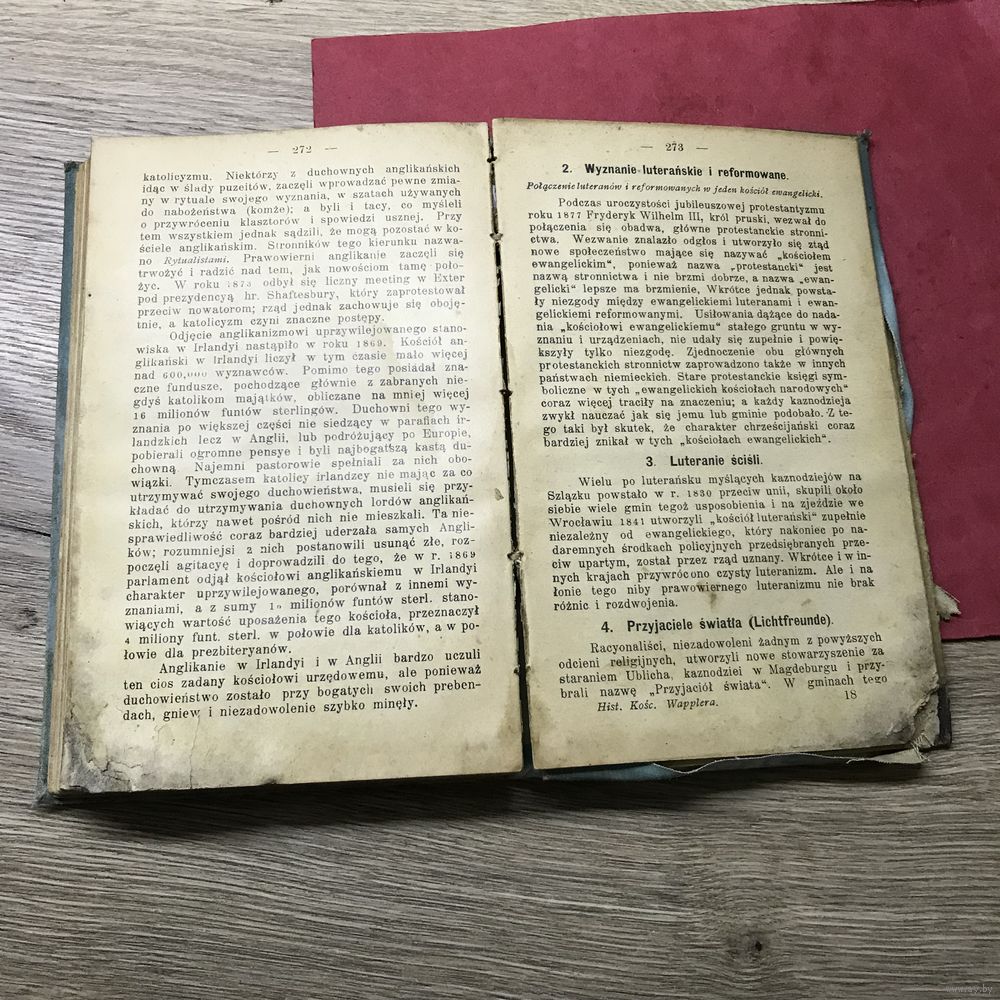 — 272 —
katolicyzmu. Niektórzy z duchownych anglikańskich
idąc w ślady puzeitów, zaczęli wprowadzać pewne zmia-
ny w rytuale swojego wyznania, w szatach używanych
do nabożeństwa (komże); a byli i tacy, co myśleli
o przywróceniu klasztorów i spowiedzi usznej. Przy
tem wszystkiem jednak sądzili, że mogą pozostać w ko-
ściele anglikańskim. Stronników tego kierunku nazwa-
no Rytualistami. Prawowierni anglikanie zaczęli się
trwożyć i radzić nad tem, jak nowościom tamę poło-
życ. W roku 1873 odbył się liczny meeting w Exter
pod prezydencyą hr. Shaftesbury, który zaprotestował
przeciw nowatorom; rząd jednak zachowuje się oboję-
tnie, a katolicyzm czyni znaczne postępy.
Odjęcie anglikanizmowi uprzywilejowanego stano-
wiska w Irlandyi nastąpiło w roku 1869. Kościół an-
glikański w Irlandyi liczył w tym czasie mało więcej
nad 600,000 wyznawców. Pomimo tego posiadał zna-
czne fundusze, pochodzące głównie z zabranych nie-
gdyś katolikom majątków, obliczane na mniej więcej
16 milionów funtów sterlingów. Duchowni tego wy-
znania po większej części nie siedzący w parafiach ir-
landzkich lecz w Anglii, lub podróżujący po Europie,
pobierali ogromne pensye i byli najbogatszą kastą du-
chowną. Najemni pastorowie spełniali za nich obo-
wiązki. Tymczasem katolicy irlandzcy nie mając za co
utrzymywać swojego duchowieństwa, musieli się przy-
kładać do utrzymywania duchownych lordów anglikań-
skich, którzy nawet pośród nich nie mieszkali. Ta nie-
sprawiedliwość coraz bardziej uderzała samych Angli-
ków; rozumniejsi z nich postanowili usunąć złe, roz-
poczęli agitacyę i doprowadzili do tego, że w r. 1869
parlament odjął kościołowi anglikańskiemu w Irlandyi
charakter uprzywilejowany, porównał z innemi wy-
znaniami, a z sumy milionów funtów sterl. stano-
wiących wartość uposażenia tego kościoła, przeznaczył
4 miliony funt. sterl. w połowie dla katolików, a w po-
łowie dla prezbiteryanów.
Anglikanie w Irlandyi i w Anglii bardzo uczuli
ten cios zadany kościołowi urzędowemu, ale ponieważ
duchowieństwo zostało przy bogatych swoich preben-
dach, gniew i niezadowolenie szybko minęły.
— 273 —
2. Wyznanie luterańskie i reformowane.
Połączenie luteranów i reformowanych w jeden kościół ewangelicki.
Podczas uroczystości jubileuszowej protestantyzmu
roku 1877 Fryderyk Wilhelm III, król pruski, wezwał do
połączenia się obadwa, główne protestanckie stronni-
ctwa. Wezwanie znalazło odgłos i utworzyło się ztąd
nowe społeczeństwo mające się nazywać „kościołem
ewangelickim“, ponieważ nazwa „protestancki“ jest
nazwą stronnictwa i nie brzmi dobrze, a nazwa „ewan-
gelicki“ lepsze ma brzmienie, Wkrótce jednak powsta-
ły niezgody między ewangelickiemi luteranami i ewan-
gelickiemi reformowanymi. Usiłowania dążące do nada-
nia „kościołowi ewangelickiemu“ stałego gruntu w wy-
znaniu i urządzeniach, nie udały się zupełnie i powię-
kszyły tylko niezgodę. Zjednoczenie obu głównych
protestanckich stronnictw zaprowadzono także w innych
państwach niemieckich. Stare protestanckie księgi sym-
boliczne w tych „ewangelickich kościołach narodowych“
coraz więcej traciły na znaczeniu; a każdy kaznodzieja
zwykł nauczać jak się jemu lub gminie podobało. Z te-
go taki był skutek, że charakter chrześcijański coraz
bardziej znikał w tych „kościołach ewangelickich“.
3. Luteranie ściśli.
Wielu po luterańsku myślących kaznodziejów na
Szlązku powstało w r. 1830 przeciw unii, skupili około
siebie wiele gmin tegoż usposobienia i na zjeździe we
Wrocławiu 1841 utworzyli „kościół luterański“ zupełnie
niezależny od ewangelickiego, który nakoniec po na-
daremnych środkach policyjnych przedsiębranych prze-
ciw upartym, został przez rząd uznany. Wkrótce i w in-
nych krajach przywrócono czysty luteranizm. Ale i na
łonie tego niby prawowiernego luteranizmu nie brak
różnic i rozdwojenia.
4. Przyjaciele światła (Lichtfreunde).
Racyonaliści, niezadowoleni żadnym z powyższych
odcieni religijnych, utworzyli nowe stowarzyszenie za
staraniem Ublicha, kaznodziei w Magdeburgu i przy-
brali nazwę „Przyjaciół świata“. W gminach tego
Hist. Kośc. Wapplera. 18